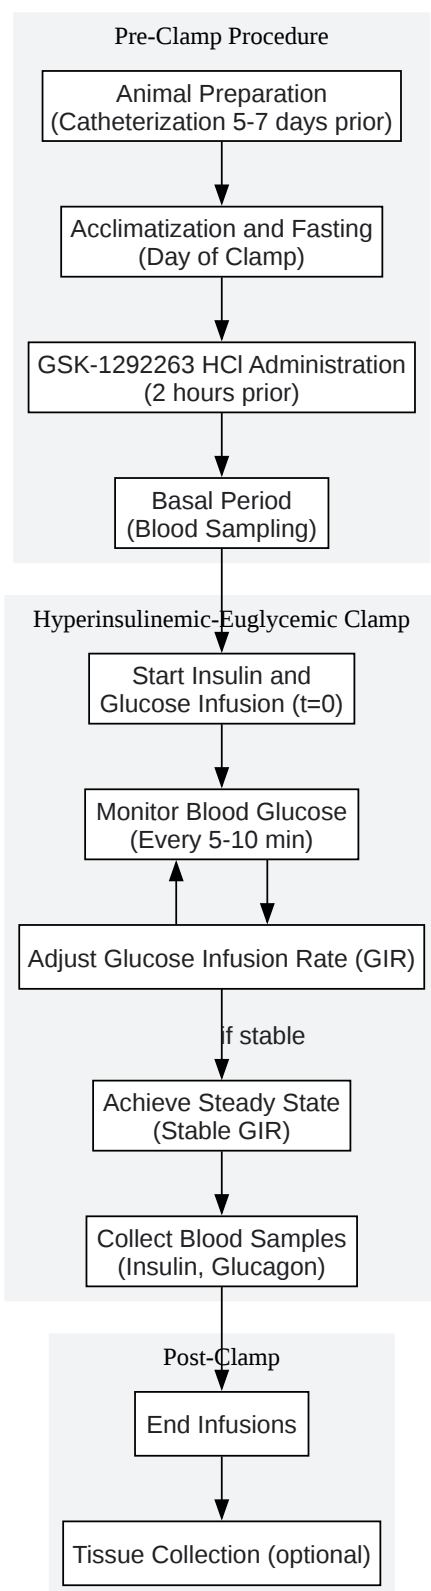 Pre-Clamp Procedure
Animal Preparation
(Catheterization 5-7 days prior)
Acclimatization and Fasting
(Day of Clamp)
GSK-1292263 HCl Administration
(2 hours prior)
Basal Period
(Blood Sampling)
Hyperinsulinemic-Euglycemic Clamp
Start Insulin and
Glucose Infusion (t=0)
Monitor Blood Glucose
(Every 5-10 min)
Adjust Glucose Infusion Rate (GIR)
if stable
Achieve Steady State
(Stable GIR)
Collect Blood Samples
(Insulin, Glucagon)
Post-Clamp
End Infusions
Tissue Collection (optional)